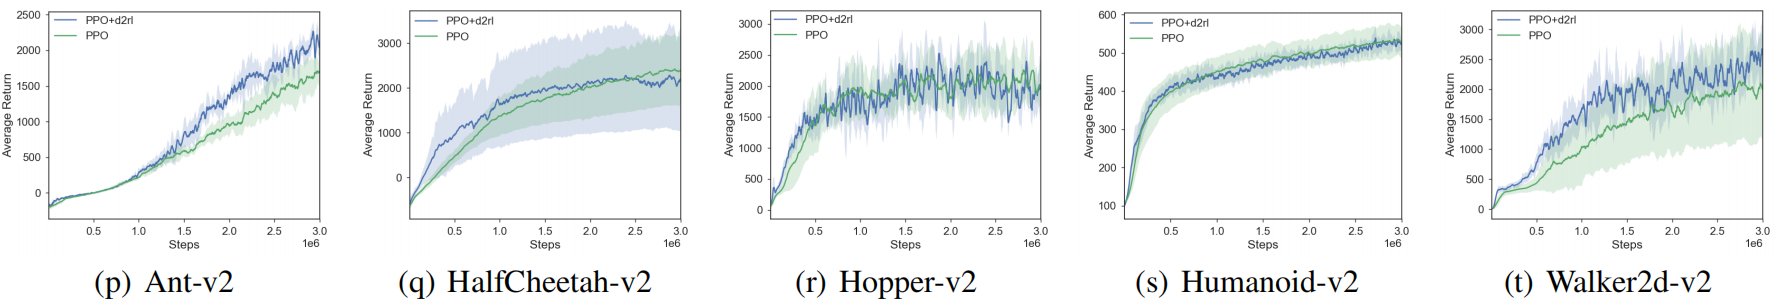 PPO+d2rl
PPO
2500
2000
1500
1000
500
0
Average Return
0.5 1.0 1.5 2.0 2.5 3.0
Steps 1e6
(p) Ant-v2
PPO+d2rl
PPO
3000
2000
1000
0
Average Return
0.5 1.0 1.5 2.0 2.5 3.0
Steps 1e6
(q) HalfCheetah-v2
PPO+d2rl
PPO
3000
2500
2000
1500
1000
500
0
Average Return
0.5 1.0 1.5 2.0 2.5 3.0
Steps 1e6
(r) Hopper-v2
PPO+d2rl
PPO
600
500
400
300
200
100
Average Return
0.5 1.0 1.5 2.0 2.5 3.0
Steps 1e6
(s) Humanoid-v2
PPO+d2rl
PPO
3000
2500
2000
1500
1000
500
0
Average Return
0.5 1.0 1.5 2.0 2.5 3.0
Steps 1e6
(t) Walker2d-v2